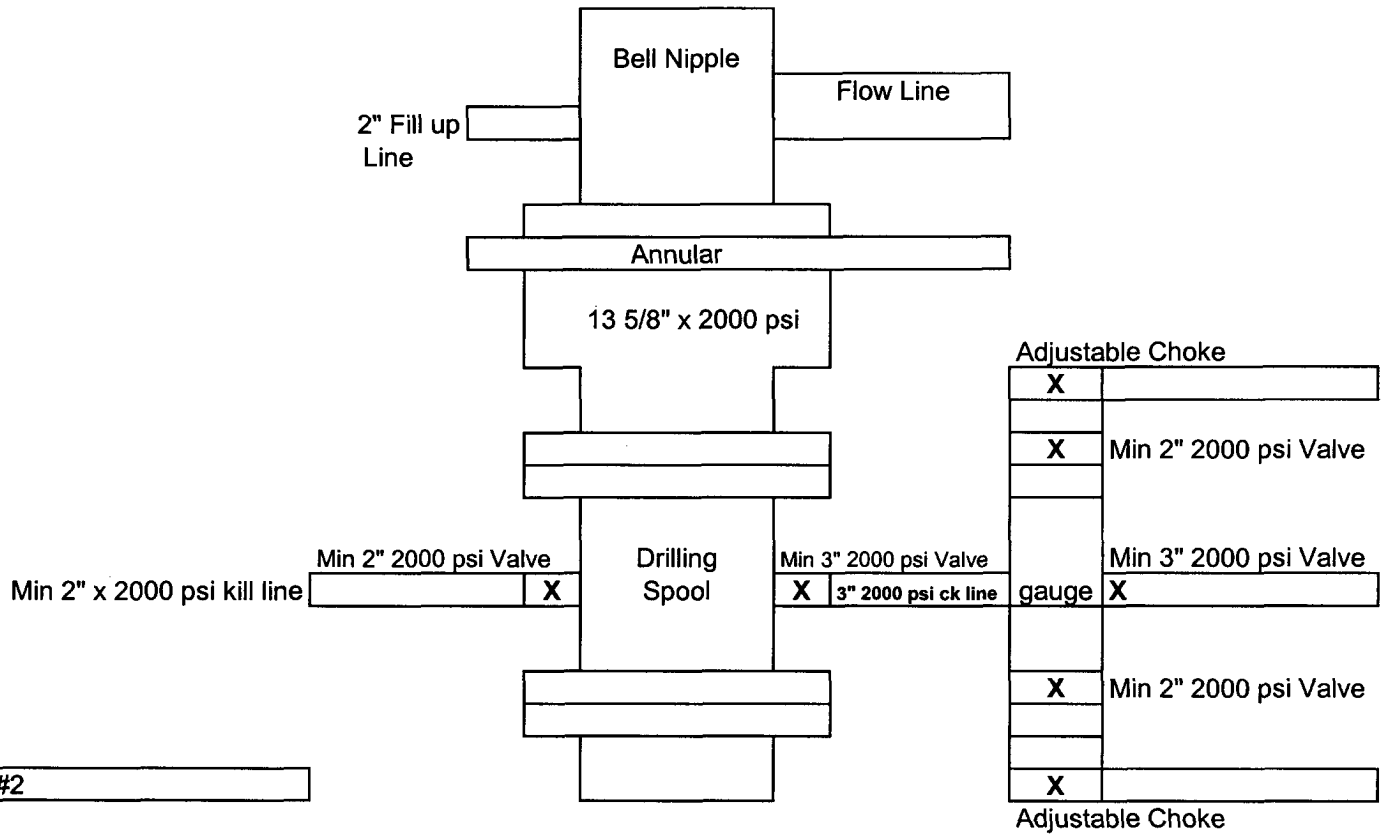 Bell Nipple
Flow Line
2" Fill up
Line
Annular
13 5/8" x 2000 psi
Adjustable Choke
X
X Min 2" 2000 psi Valve
Min 2" 2000 psi Valve
Drilling
Min 3" 2000 psi Valve
Min 3" 2000 psi Valve
Min 2" x 2000 psi kill line
X
Spool
X
3" 2000 psi ck line
gauge
X
X Min 2" 2000 psi Valve
#2
X
Adjustable Choke